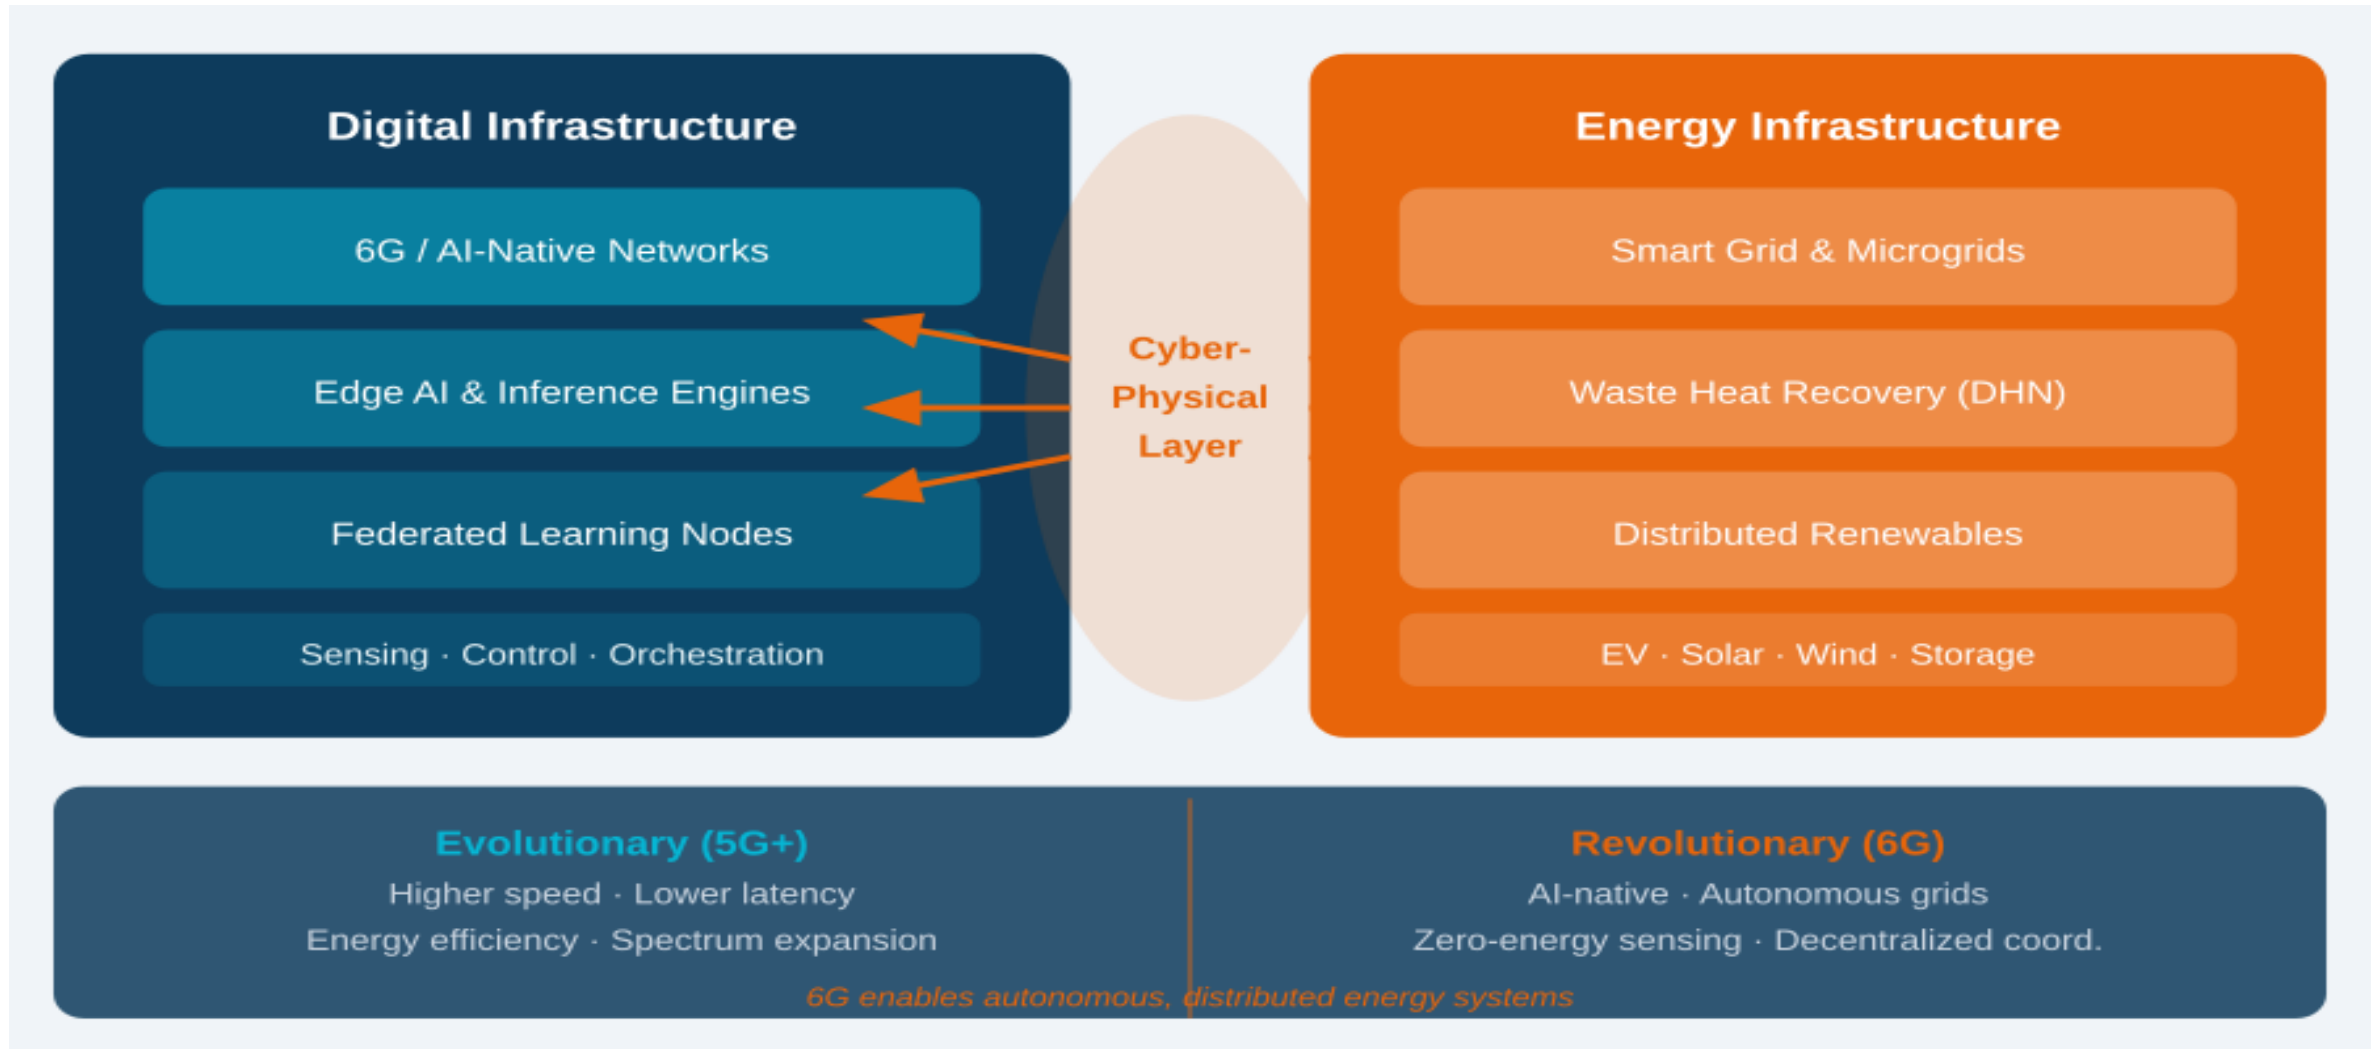 Digital Infrastructure
6G / AI-Native Networks
Edge AI & Inference Engines
Federated Learning Nodes
Sensing · Control · Orchestration
Cyber-
Physical
Layer
Energy Infrastructure
Smart Grid & Microgrids
Waste Heat Recovery (DHN)
Distributed Renewables
EV · Solar · Wind · Storage
Evolutionary (5G+)
Higher speed · Lower latency
Energy efficiency · Spectrum expansion
Revolutionary (6G)
AI-native · Autonomous grids
Zero-energy sensing · Decentralized coord.
6G enables autonomous, distributed energy systems